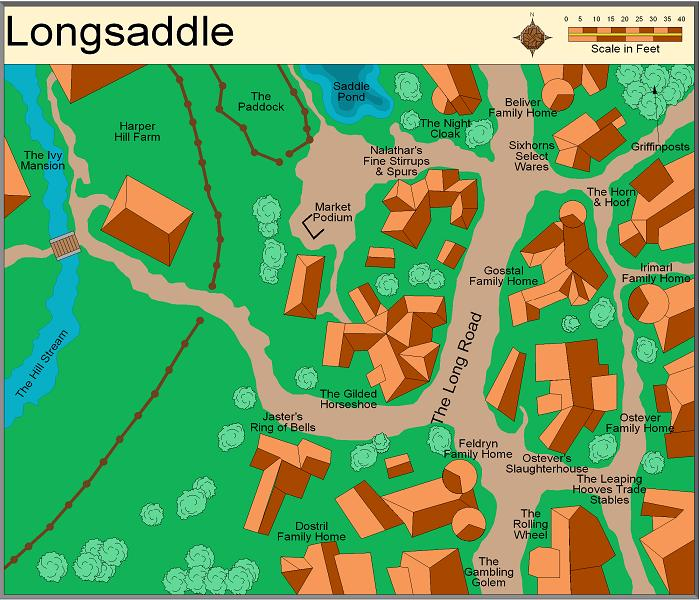 Longsaddle
N
0 5 10 15 20 25 30 35 40
Scale in Feet
The
Paddock
Saddle
Pond
Beliver
Family Home
Harper
Hill Farm
The Night
Cloak
The Ivy
Mansion
Nalathar's
Fine Stirrups
& Spurs
Sixhorns
Select
Wares
Griffinposts
The Horn
& Hoof
Market
Podium
Gosstal
Family Home
Irimarl
Family Home
The Hill Stream
The Long Road
The Gilded
Horseshoe
Jaster's
Ring of Bells
Ostever
Family Home
Feldryn
Family Home
Ostever's
Slaughterhouse
The Leaping
Hooves Trade
Stables
Dostril
Family Home
The
Rolling
Wheel
The
Gambling
Golem